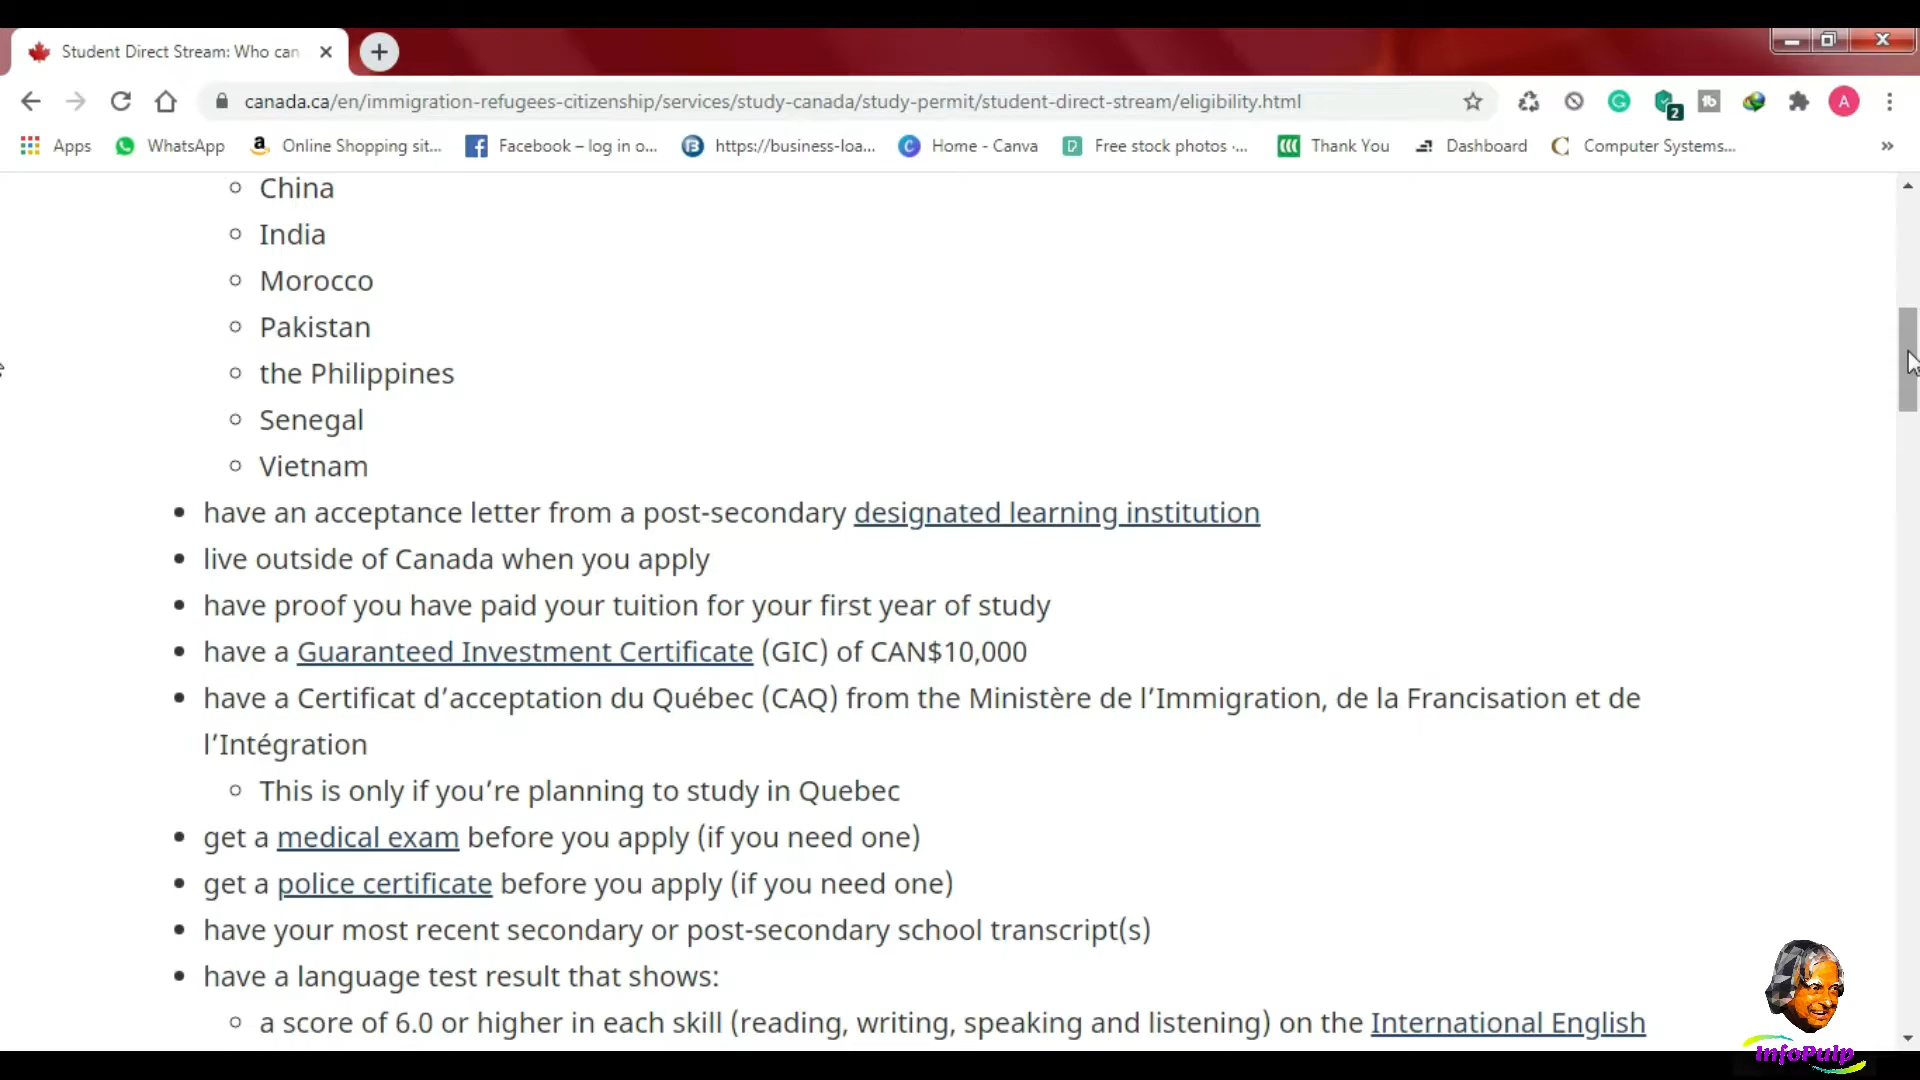 Student Direct Stream: Who can
canada.ca/en/immigration-refugees-citizenship/services/study-canada/study-permit/student-direct-stream/eligibility.html
2
A
Apps
WhatsApp
Online Shopping sit...
Facebook – log in o...
https://business-loa...
Home - Canva
Free stock photos ·...
Thank You
Dashboard
Computer Systems...
China
India
Morocco
Pakistan
the Philippines
Senegal
Vietnam
have an acceptance letter from a post-secondary designated learning institution
live outside of Canada when you apply
have proof you have paid your tuition for your first year of study
have a Guaranteed Investment Certificate (GIC) of CAN$10,000
have a Certificat d’acceptation du Québec (CAQ) from the Ministère de l’Immigration, de la Francisation et de
l’Intégration
This is only if you’re planning to study in Quebec
get a medical exam before you apply (if you need one)
get a police certificate before you apply (if you need one)
have your most recent secondary or post-secondary school transcript(s)
have a language test result that shows:
a score of 6.0 or higher in each skill (reading, writing, speaking and listening) on the International English
InfoPulp